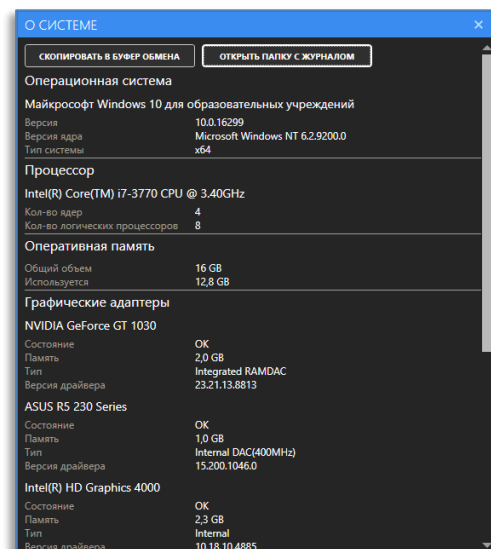 О СИСТЕМЕ
СКОПИРОВАТЬ В БУФЕР ОБМЕНА ОТКРЫТЬ ПАПКУ С ЖУРНАЛОМ
Операционная система
Майкрософт Windows 10 для образовательных учреждений
Версия 10.0.16299
Версия ядра Microsoft Windows NT 6.2.9200.0
Тип системы x64
Процессор
Intel(R) Core(TM) i7-3770 CPU @ 3.40GHz
Кол-во ядер 4
Кол-во логических процессоров 8
Оперативная память
Общий объем 16 GB
Используется 12,8 GB
Графические адаптеры
NVIDIA GeForce GT 1030
Состояние OK
Память 2,0 GB
Тип Integrated RAMDAC
Версия драйвера 23.21.13.8813
ASUS R5 230 Series
Состояние OK
Память 1,0 GB
Тип Internal DAC(400MHz)
Версия драйвера 15.200.1046.0
Intel(R) HD Graphics 4000
Состояние OK
Память 2,3 GB
Тип Internal
Версия драйвера 10.18.10.4885